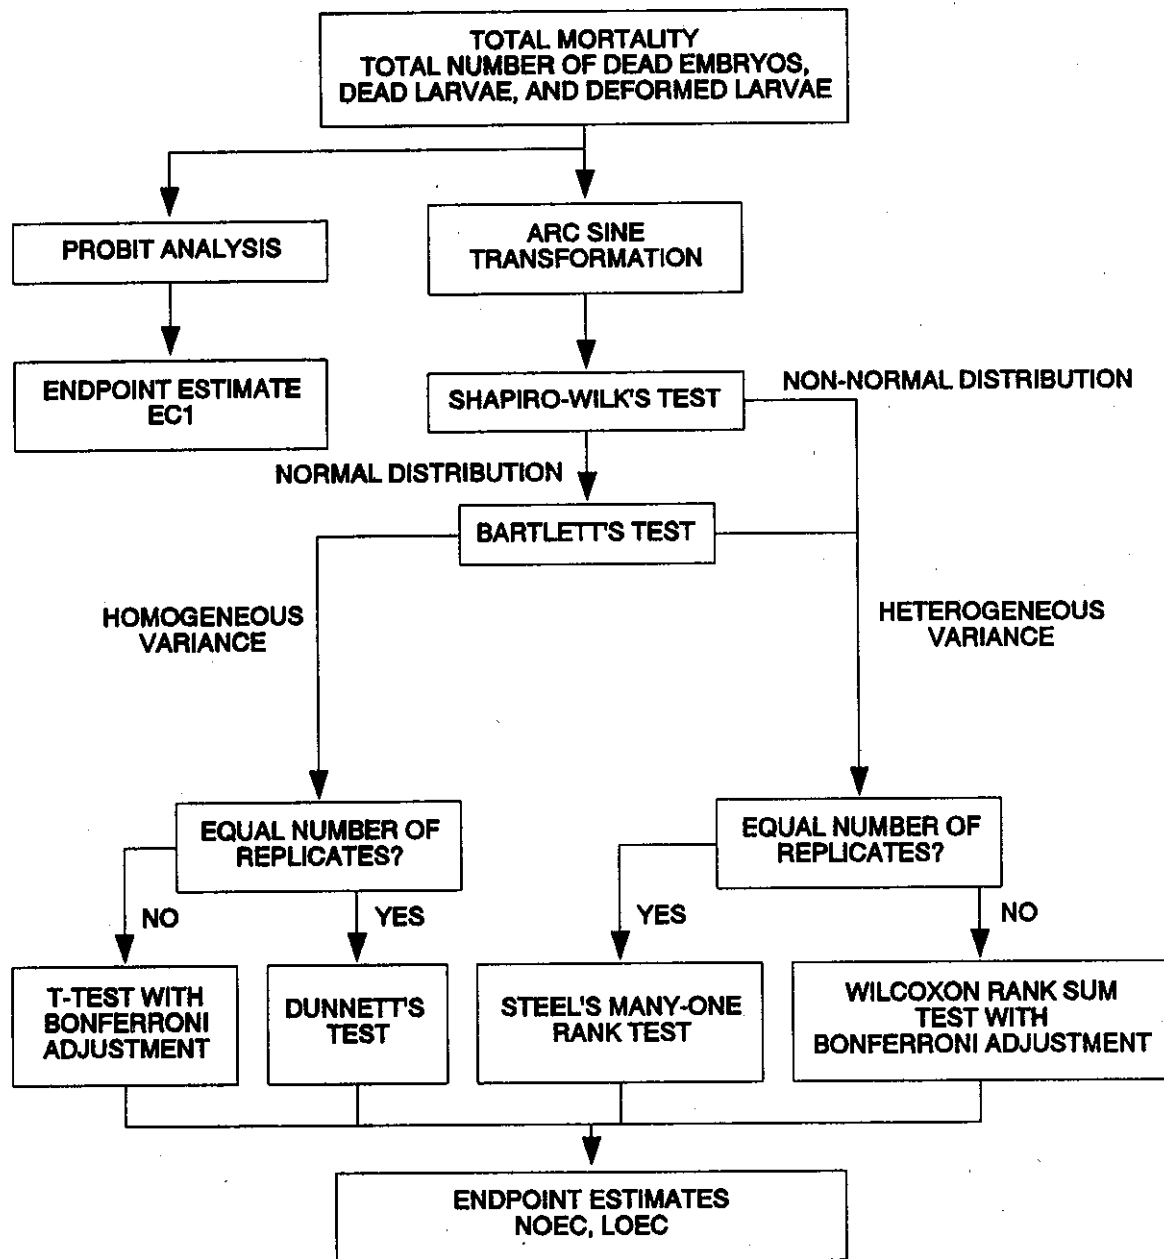 TOTAL MORTALITY
TOTAL NUMBER OF DEAD EMBRYOS,
DEAD LARVAE, AND DEFORMED LARVAE
PROBIT ANALYSIS
ARC SINE
TRANSFORMATION
ENDPOINT ESTIMATE
EC1
SHAPIRO-WILK'S TEST
NON-NORMAL DISTRIBUTION
NORMAL DISTRIBUTION
BARTLETT'S TEST
HOMOGENEOUS
VARIANCE
HETEROGENEOUS
VARIANCE
EQUAL NUMBER OF
REPLICATES?
EQUAL NUMBER OF
REPLICATES?
NO
YES
YES
NO
T-TEST WITH
BONFERRONI
ADJUSTMENT
DUNNETT'S
TEST
STEEL'S MANY-ONE
RANK TEST
WILCOXON RANK SUM
TEST WITH
BONFERRONI ADJUSTMENT
ENDPOINT ESTIMATES
NOEC, LOEC